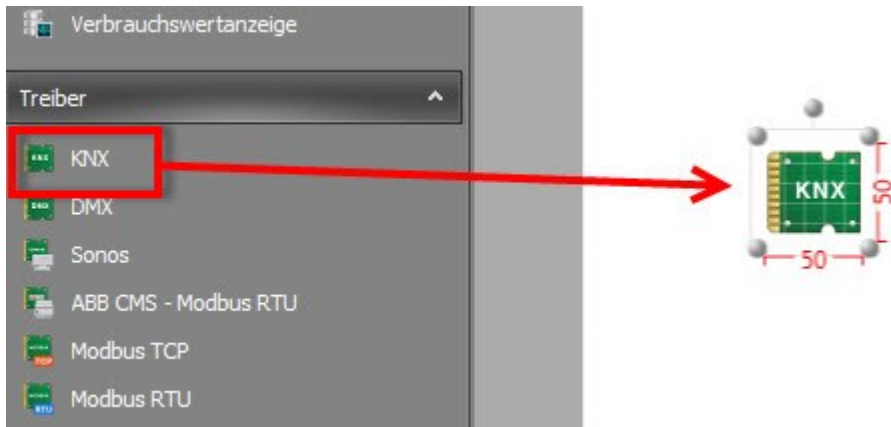 Verbrauchswertanzeige
Treiber
KNX
DMX
Sonos
ABB CMS - Modbus RTU
Modbus TCP
Modbus RTU
KNX
50
50